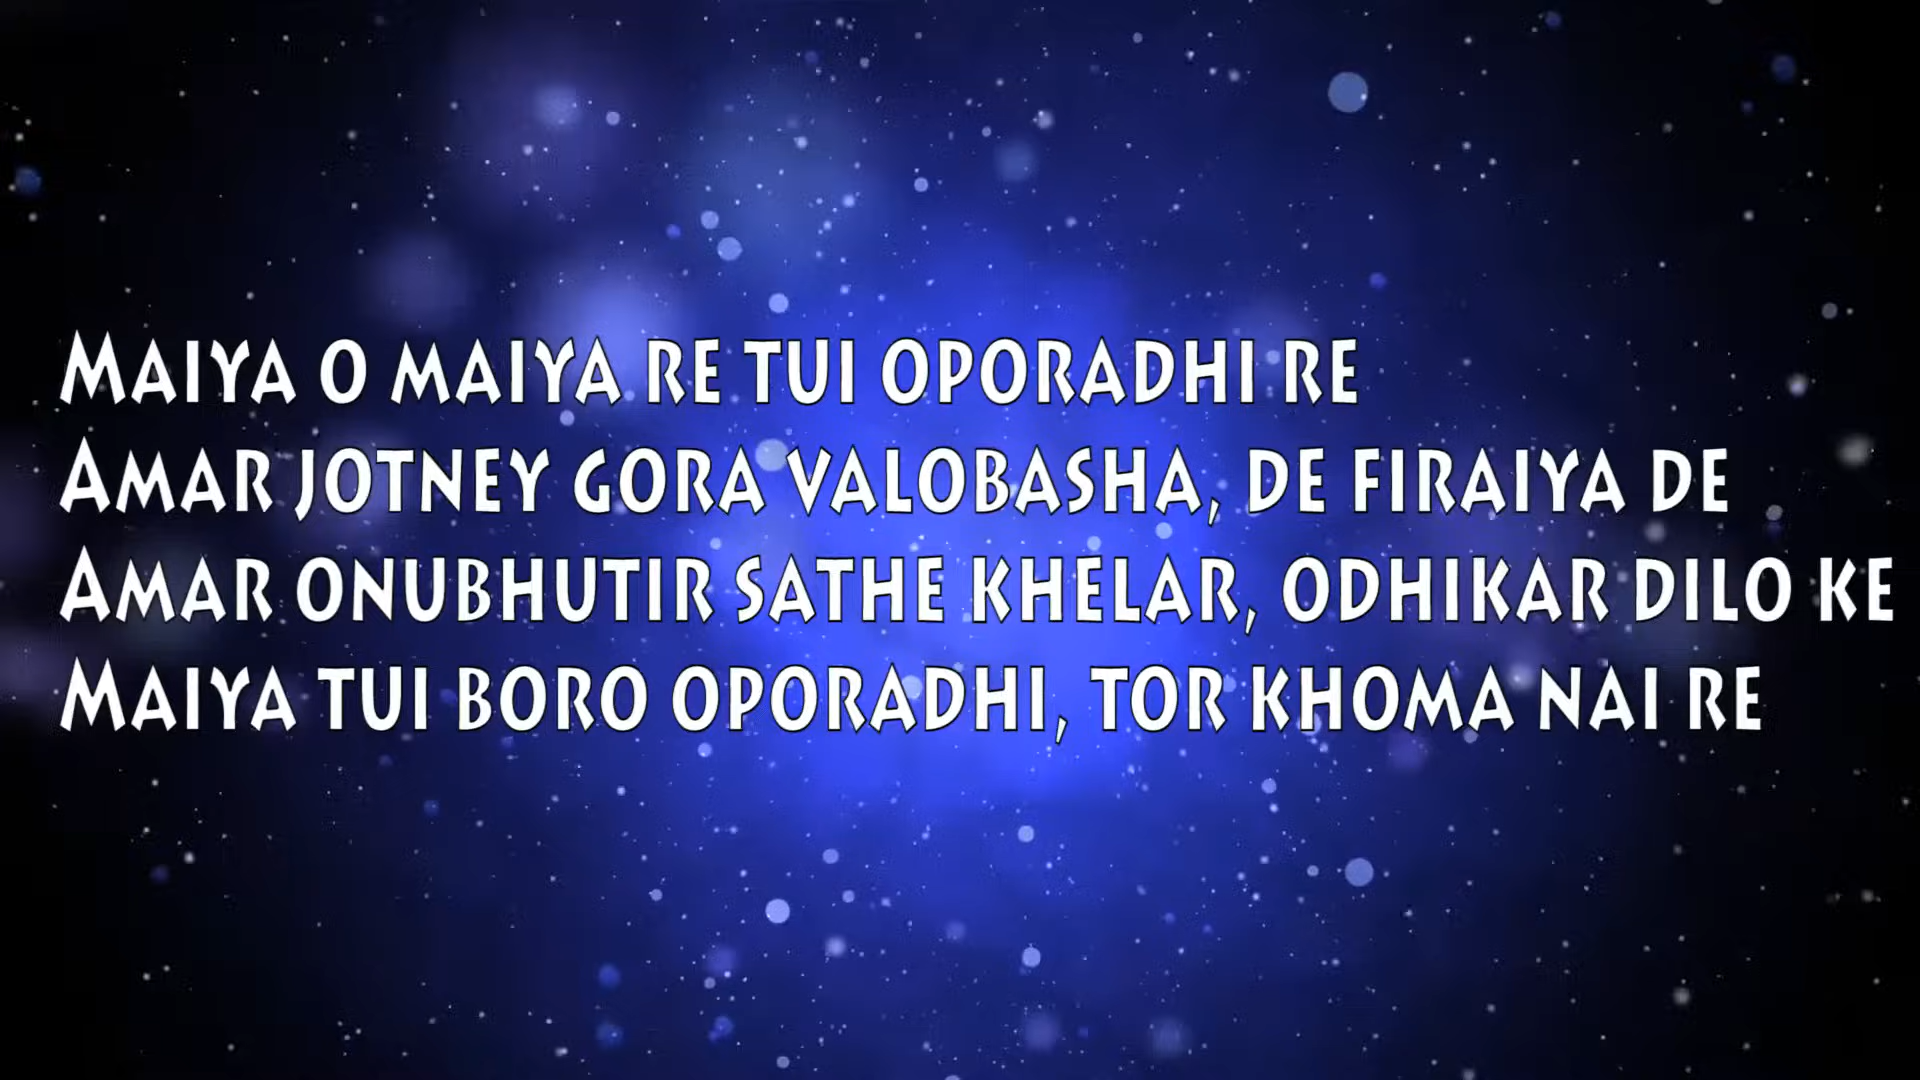 Maiya o maiya re tui oporadhi re
Amar jotney gora valobasha, de firaiya de
Amar onubhutir sathe khelar, odhikar dilo ke
Maiya tui boro oporadhi, tor khoma nai re